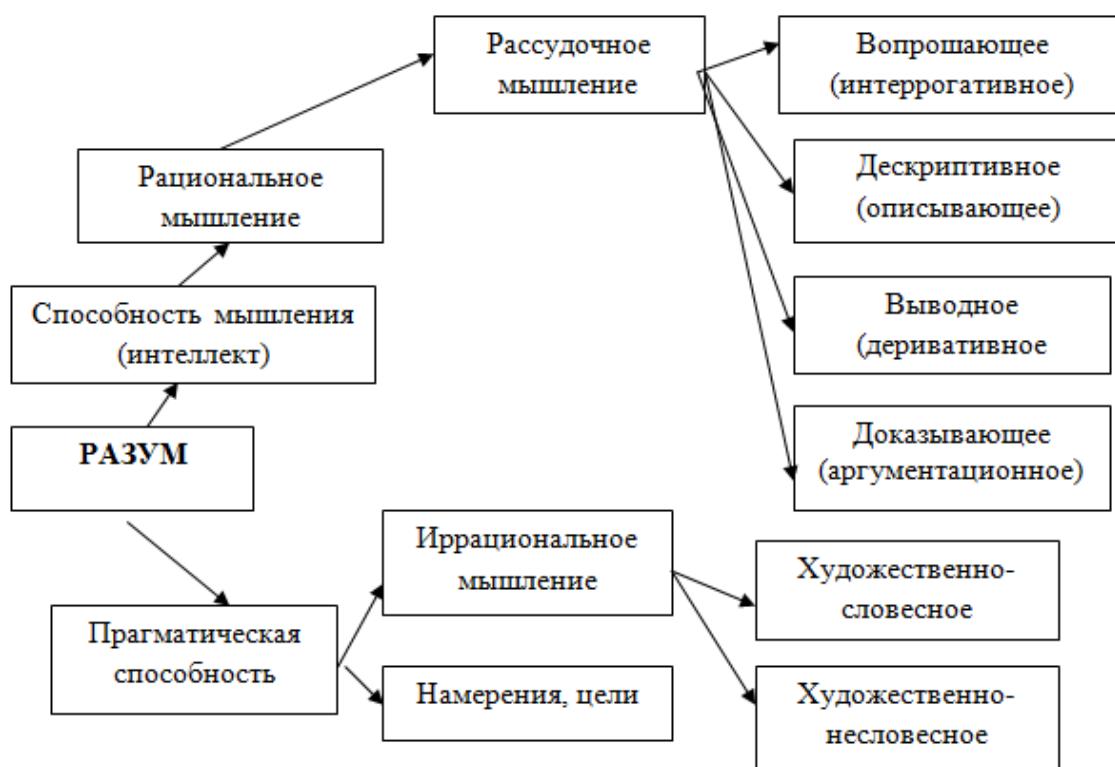 Рассудочное
мышление
Вопрошающее
(интеррогативное)
Рациональное
мышление
Дескриптивное
(описывающее)
Способность мышления
(интеллект)
Выводное
(деривативное
РАЗУМ
Доказывающее
(аргументационное)
Иррациональное
мышление
Художественно-
словесное
Прагматическая
способность
Намерения, цели
Художественно-
несловесное